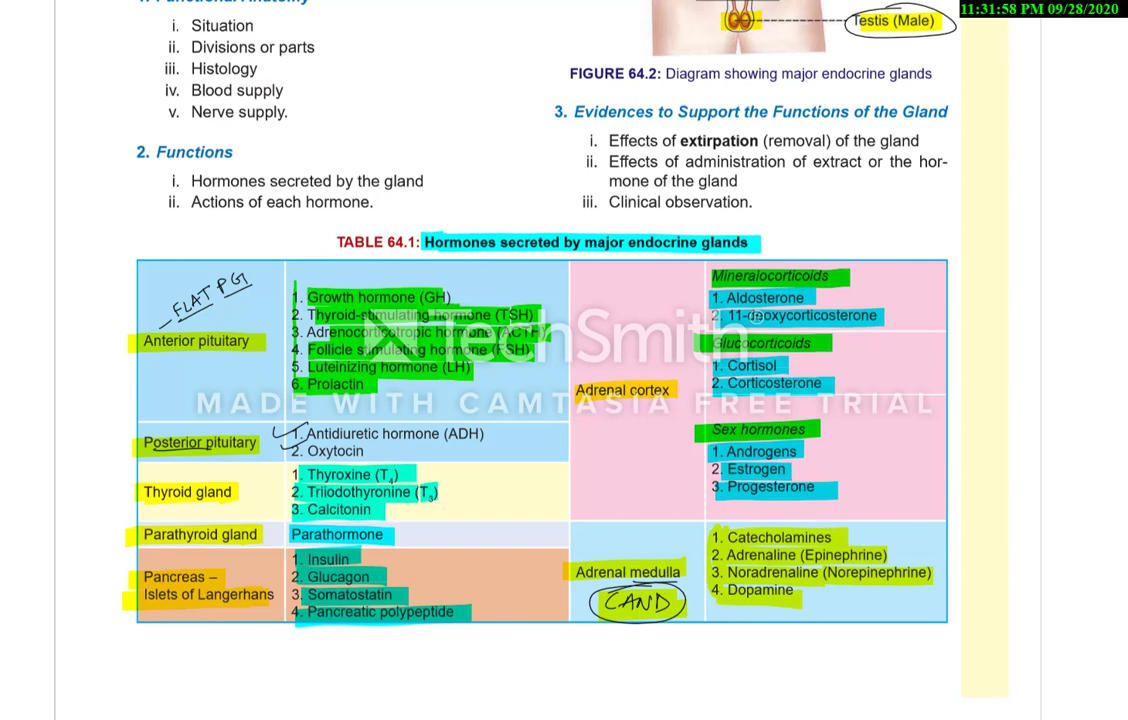 11:31:58 PM 09/28/2020
i. Situation
ii. Divisions or parts
iii. Histology
iv. Blood supply
v. Nerve supply.
2. Functions
i. Hormones secreted by the gland
ii. Actions of each hormone.
Testis (Male)
FIGURE 64.2: Diagram showing major endocrine glands
3. Evidences to Support the Functions of the Gland
i. Effects of extirpation (removal) of the gland
ii. Effects of administration of extract or the hor-
mone of the gland
iii. Clinical observation.
TABLE 64.1: Hormones secreted by major endocrine glands
FLAT PG
Anterior pituitary
1. Growth hormone (GH)
2. Thyroid-stimulating hormone (TSH)
3. Adrenocorticotropic hormone (ACTH)
4. Follicle stimulating hormone (FSH)
5. Luteinizing hormone (LH)
6. Prolactin
Posterior pituitary
1. Antidiuretic hormone (ADH)
2. Oxytocin
Thyroid gland
1. Thyroxine (T4)
2. Triiodothyronine (T3)
3. Calcitonin
Parathyroid gland
Parathormone
Pancreas –
Islets of Langerhans
1. Insulin
2. Glucagon
3. Somatostatin
4. Pancreatic polypeptide
Adrenal cortex
Mineralocorticoids
1. Aldosterone
2. 11-deoxycorticosterone
Glucocorticoids
1. Cortisol
2. Corticosterone
Sex hormones
1. Androgens
2. Estrogen
3. Progesterone
Adrenal medulla
CAND
1. Catecholamines
2. Adrenaline (Epinephrine)
3. Noradrenaline (Norepinephrine)
4. Dopamine
TechSmith®
MADE WITH CAMTASIA FREE TRIAL